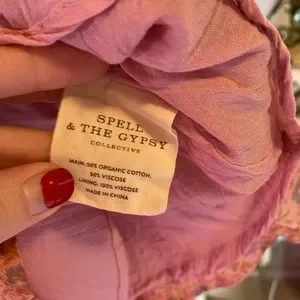 SPELL
& THE GYPSY
COLLECTIVE
MAIN: 50% ORGANIC COTTON,
50% VISCOSE
LINING: 100% VISCOSE
MADE IN CHINA